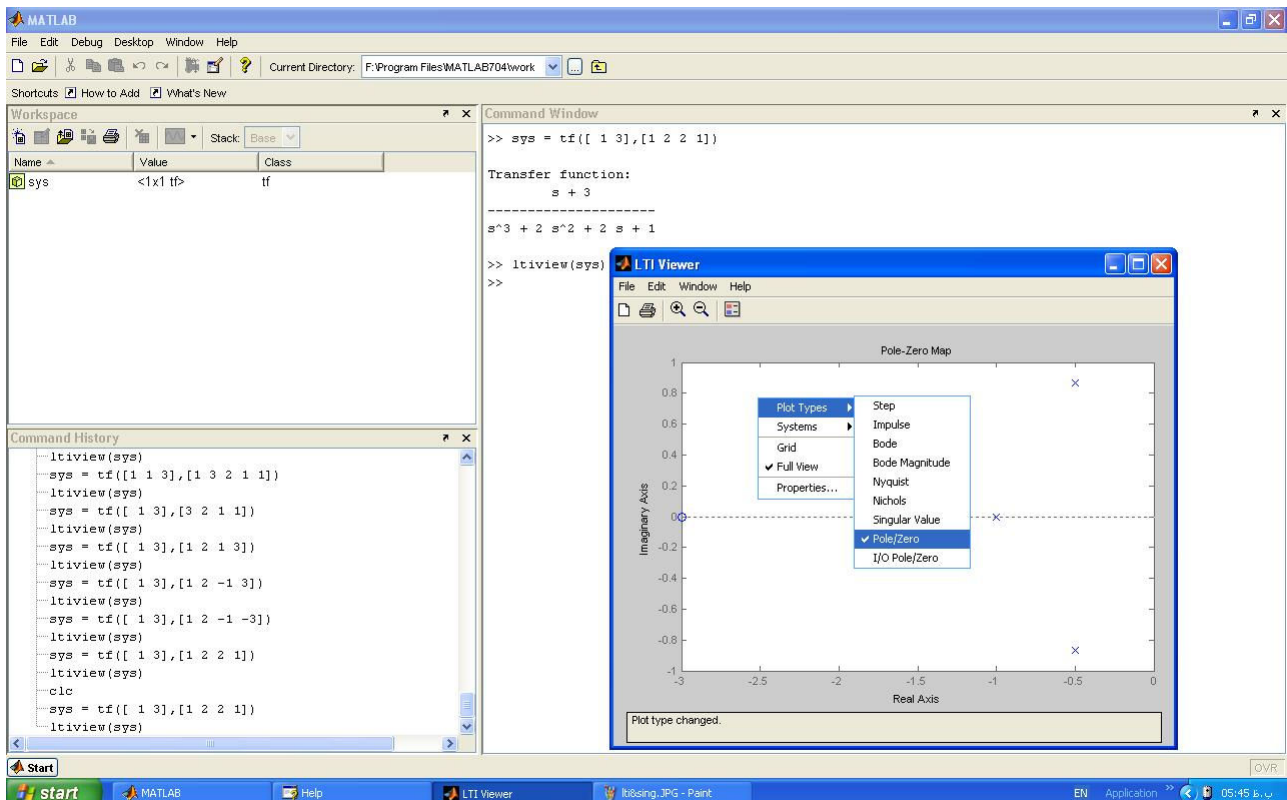 MATLAB
File Edit Debug Desktop Window Help
Current Directory: F:\Program Files\MATLAB704\work
Shortcuts How to Add What's New
Workspace
Stack: Base
Name Value Class
sys <1x1 tf> tf
Command History
ltiview(sys)
sys = tf([1 1 3],[1 3 2 1 1])
ltiview(sys)
sys = tf([ 1 3],[3 2 1 1])
ltiview(sys)
sys = tf([ 1 3],[1 2 1 3])
ltiview(sys)
sys = tf([ 1 3],[1 2 -1 3])
ltiview(sys)
sys = tf([ 1 3],[1 2 -1 -3])
ltiview(sys)
sys = tf([ 1 3],[1 2 2 1])
ltiview(sys)
clc
sys = tf([ 1 3],[1 2 2 1])
ltiview(sys)
Command Window
>> sys = tf([ 1 3],[1 2 2 1])
Transfer function:
s + 3
---------------------
s^3 + 2 s^2 + 2 s + 1
>> ltiview(sys)
>>
LTI Viewer
File Edit Window Help
Pole-Zero Map
1
0.8
0.6
0.4
0.2
0
-0.2
-0.4
-0.6
-0.8
-1
Imaginary Axis
-3 -2.5 -2 -1.5 -1 -0.5 0
Real Axis
Plot Types
Systems
Grid
Full View
Properties...
Step
Impulse
Bode
Bode Magnitude
Nyquist
Nichols
Singular Value
Pole/Zero
I/O Pole/Zero
Plot type changed.
Start
OVR
start MATLAB Help LTI Viewer lti&sing.JPG - Paint EN Application » 05:45 ب.ظ